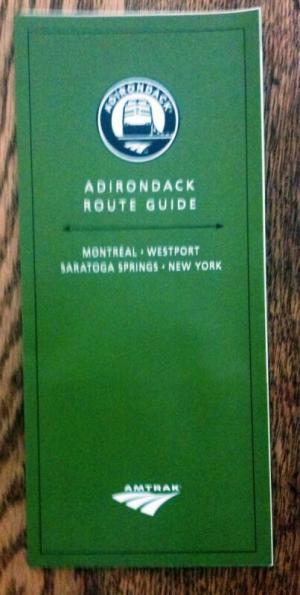 ADIRONDACK
ADIRONDACK
ROUTE GUIDE
MONTRÉAL • WESTPORT
SARATOGA SPRINGS • NEW YORK
AMTRAK